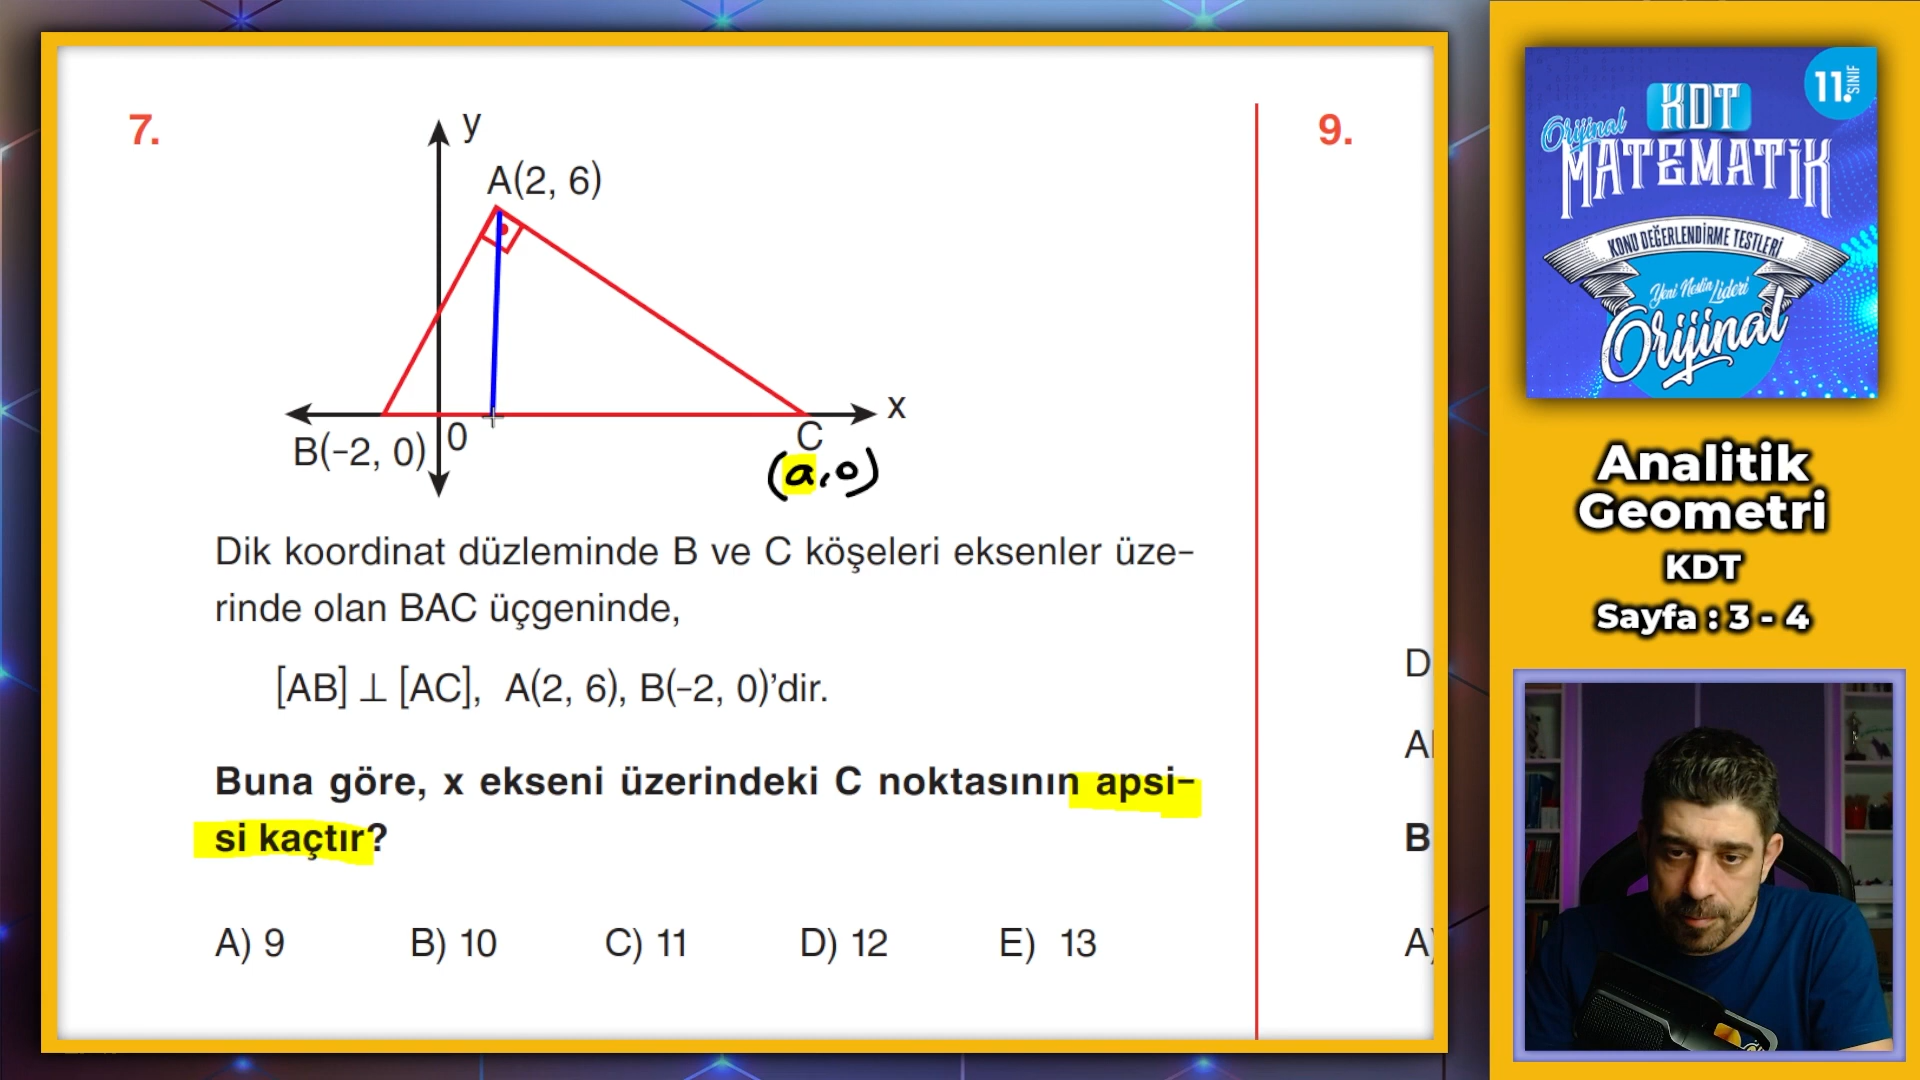 7.
y
A(2, 6)
x
0
B(−2, 0)
C
(a,0)
Dik koordinat düzleminde B ve C köşeleri eksenler üze-
rinde olan BAC üçgeninde,
[AB] ⊥ [AC], A(2, 6), B(−2, 0)’dir.
Buna göre, x ekseni üzerindeki C noktasının apsi-
si kaçtır?
A) 9 B) 10 C) 11 D) 12 E) 13
9.
D
B
A)
11. SINIF
KDT
Orijinal
MATEMATİK
KONU DEĞERLENDİRME TESTLERİ
Yeni Neslin Lideri
Orijinal
Analitik
Geometri
KDT
Sayfa : 3 - 4